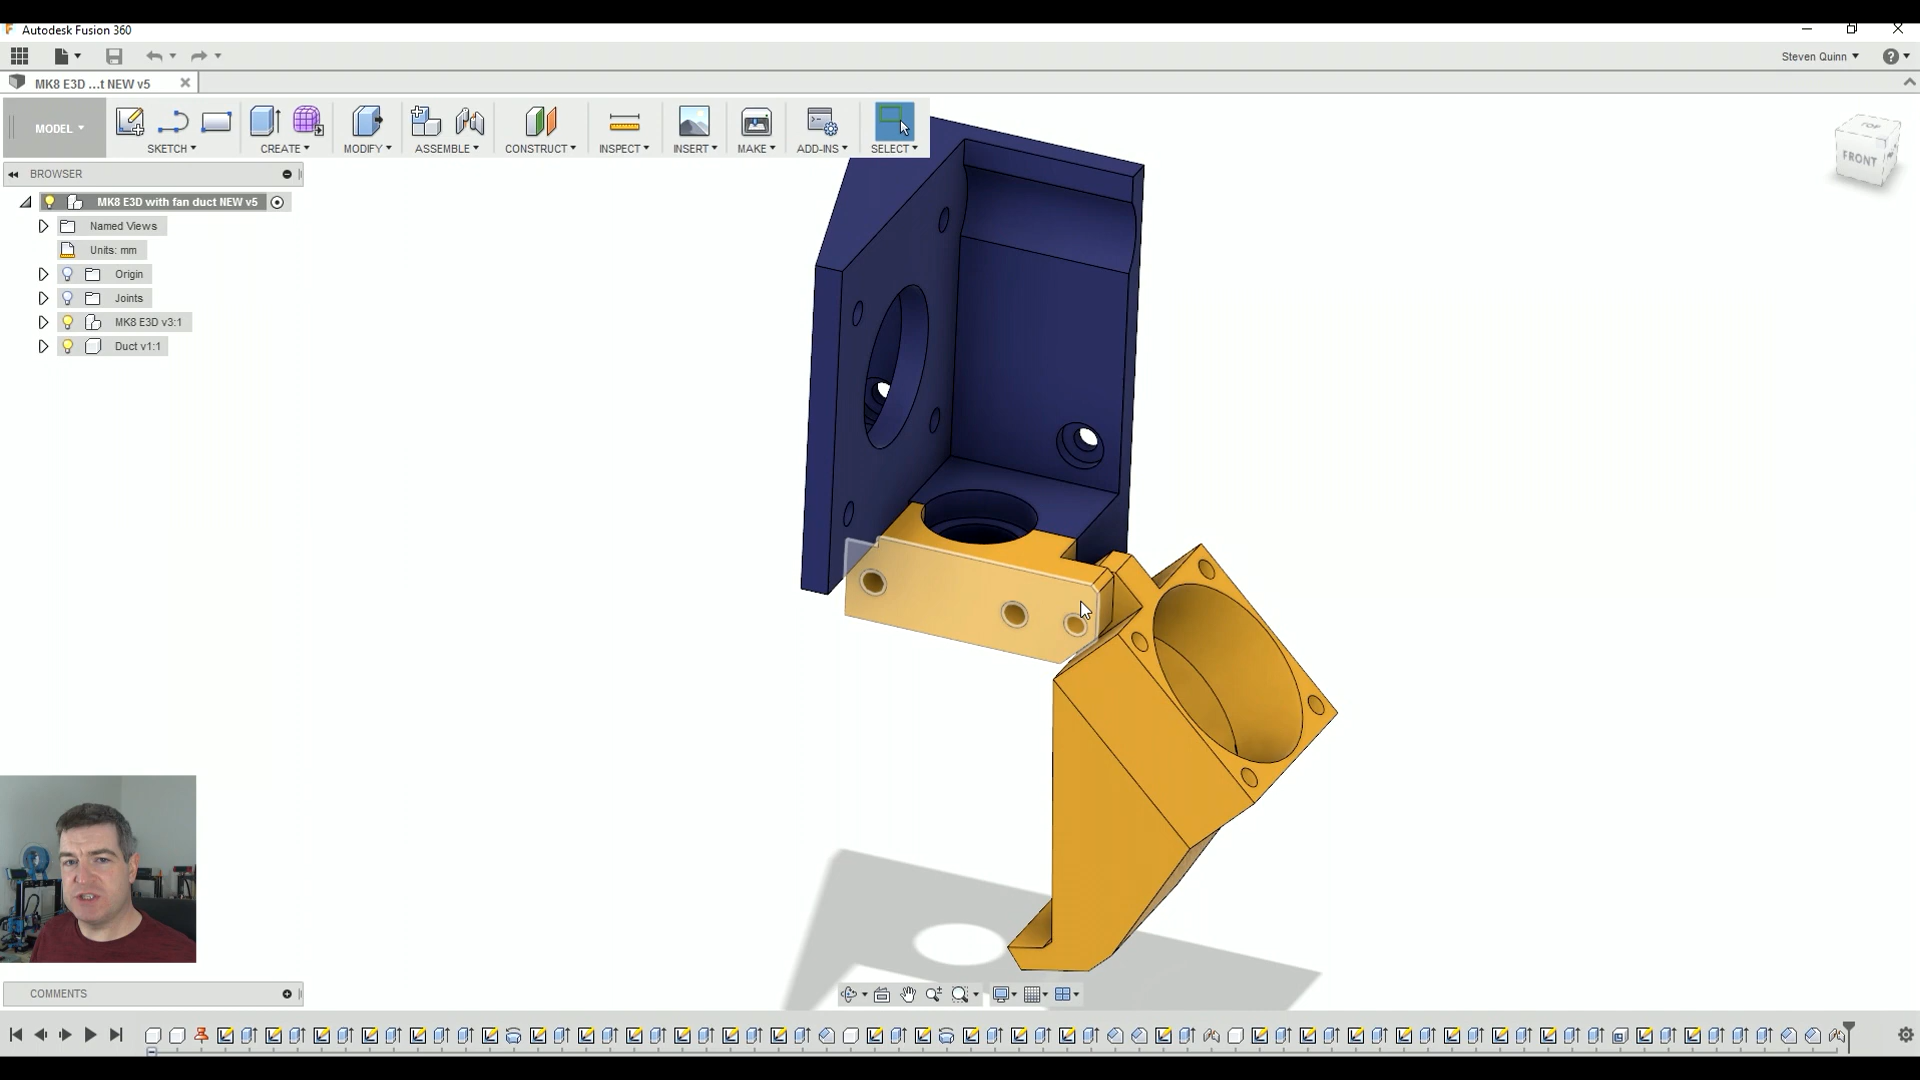 Autodesk Fusion 360
Steven Quinn
MK8 E3D ...t NEW v5
MODEL
SKETCH
CREATE
MODIFY
ASSEMBLE
CONSTRUCT
INSPECT
INSERT
MAKE
ADD-INS
SELECT
TOP
FRONT
BROWSER
MK8 E3D with fan duct NEW v5
Named Views
Units: mm
Origin
Joints
MK8 E3D v3:1
Duct v1:1
COMMENTS